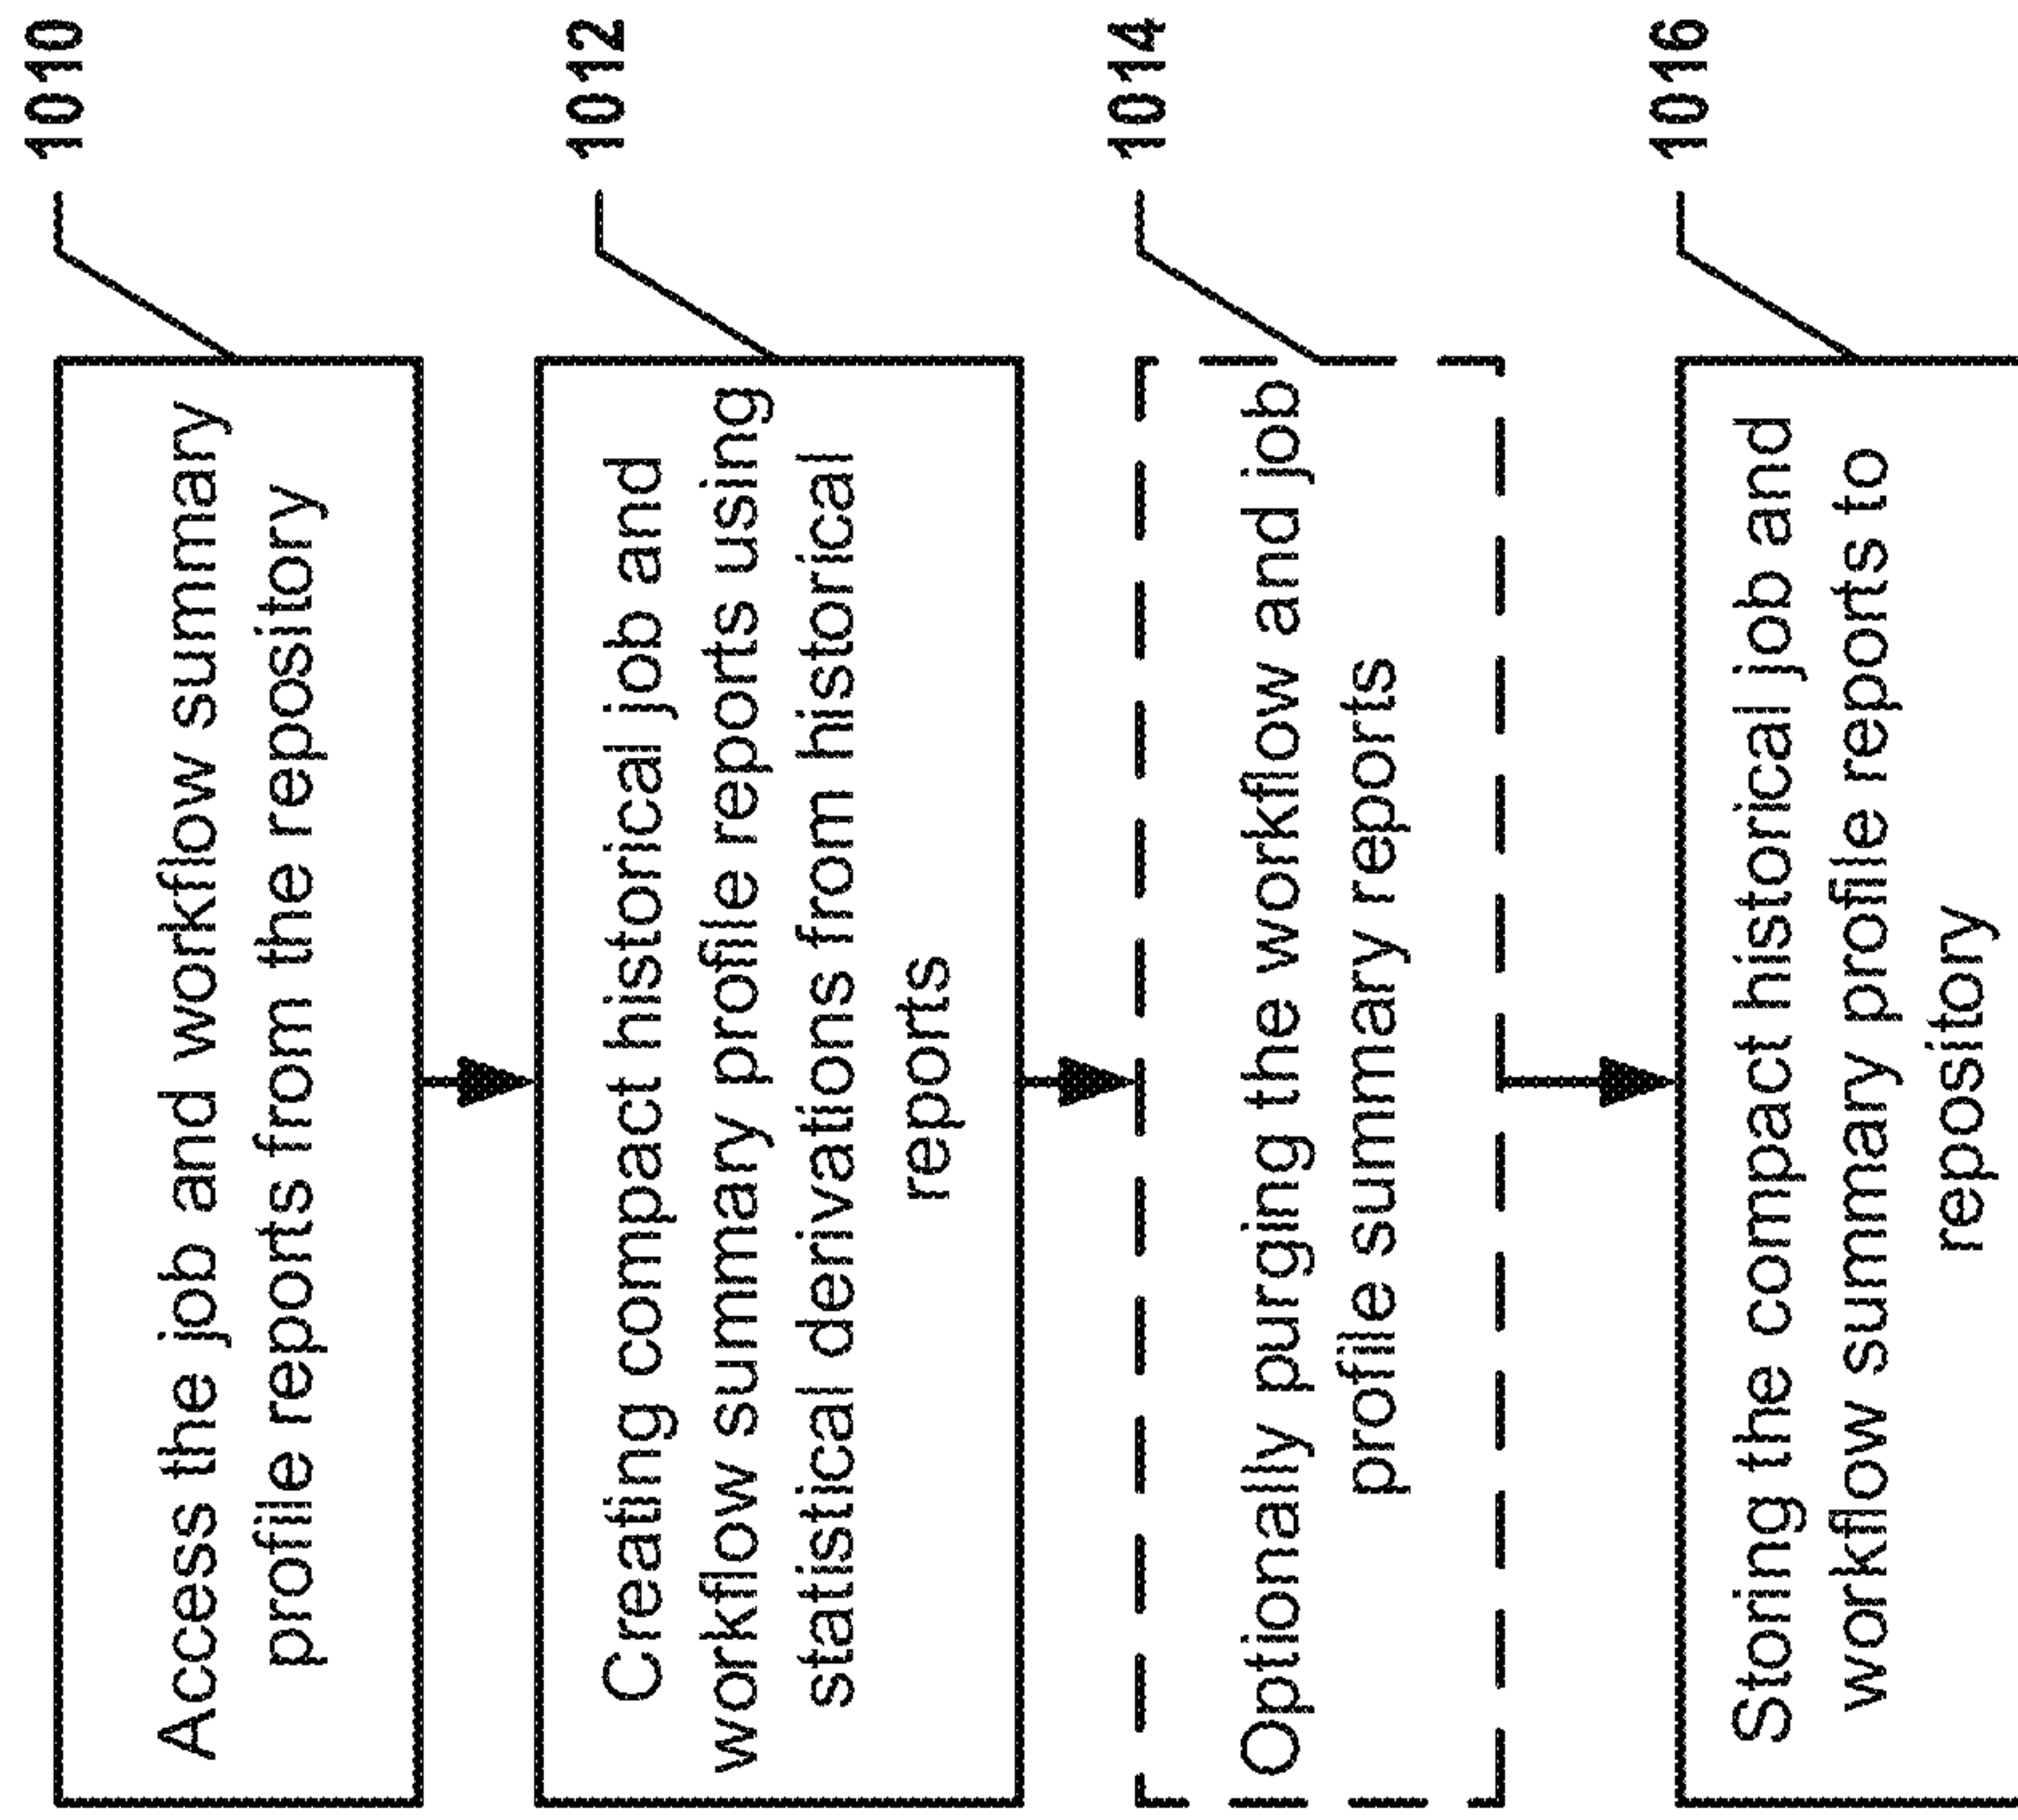 1010
Access the job and workflow summary
profile reports from the repository
1012
Creating compact historical job and
workflow summary profile reports using
statistical derivations from historical
reports
1014
Optionally purging the workflow and job
profile summary reports
1016
Storing the compact historical job and
workflow summary profile reports to
repository